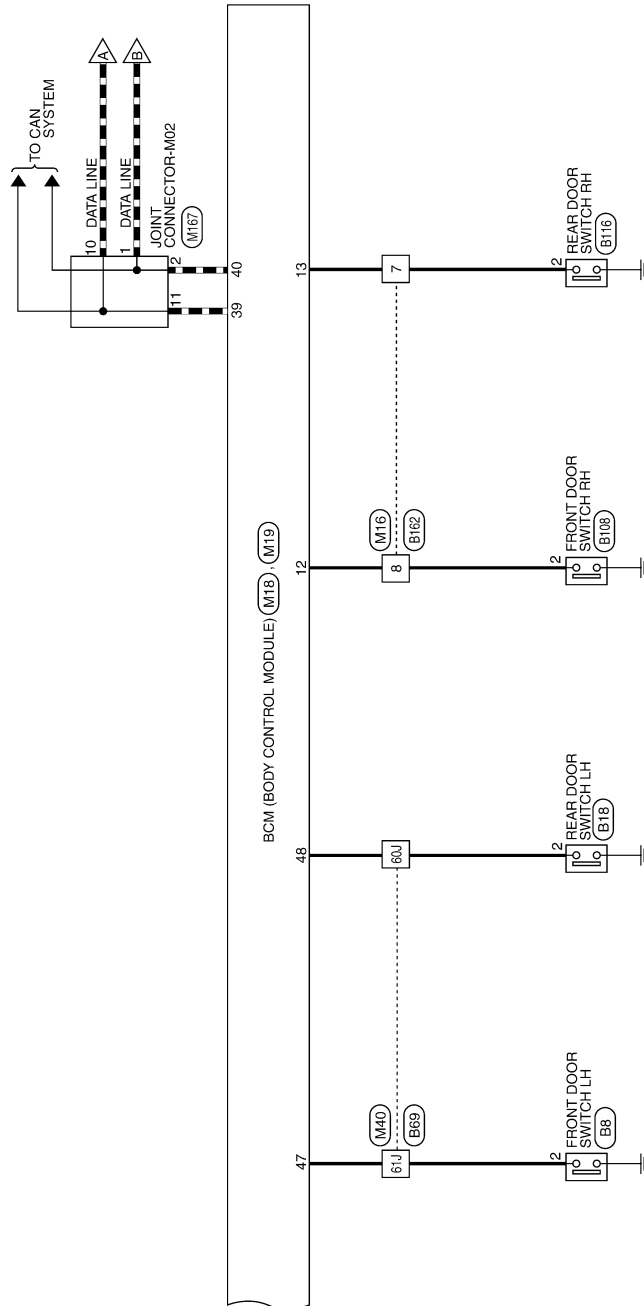 TO CAN
SYSTEM
A
B
10
DATA LINE
1
DATA LINE
JOINT
CONNECTOR-M02
M167
11
2
39
40
BCM (BODY CONTROL MODULE) M18 , M19
47
48
12
13
61J
M40
B69
60J
8
M16
B162
7
2
FRONT DOOR
SWITCH LH
B8
2
REAR DOOR
SWITCH LH
B18
2
FRONT DOOR
SWITCH RH
B108
2
REAR DOOR
SWITCH RH
B116